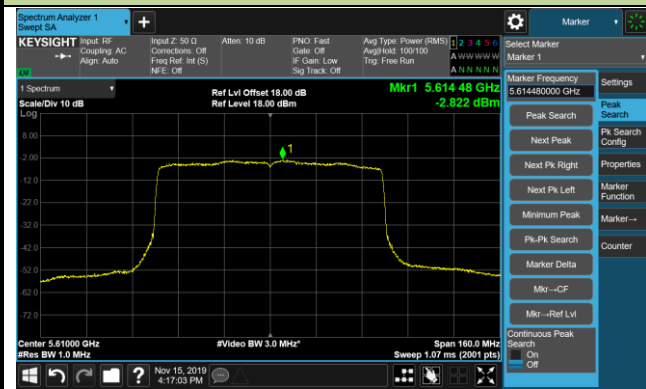 Spectrum Analyzer 1
Swept SA
+
Marker
KEYSIGHT
Input: RF
Coupling: AC
Align: Auto
Input Z: 50 Ω
Corrections: Off
Freq Ref: Int (S)
NFE: Off
Atten: 10 dB
PNO: Fast
Gate: Off
IF Gain: Low
Sig Track: Off
Avg Type: Power (RMS)
Avg|Hold: 100/100
Trig: Free Run
1 2 3 4 5 6
A W W W W W
A N N N N N
Select Marker
Marker 1
LVI
1 Spectrum
Scale/Div 10 dB
Log
Ref Lvl Offset 18.00 dB
Ref Level 18.00 dBm
Mkr1 5.614 48 GHz
-2.822 dBm
1
8.00
-2.00
-12.0
-22.0
-32.0
-42.0
-52.0
-62.0
-72.0
Center 5.61000 GHz
#Res BW 1.0 MHz
#Video BW 3.0 MHz*
Span 160.0 MHz
Sweep 1.07 ms (2001 pts)
Marker Frequency
5.614480000 GHz
Peak Search
Next Peak
Next Pk Right
Next Pk Left
Minimum Peak
Pk-Pk Search
Marker Delta
Mkr→CF
Mkr→Ref Lvl
Continuous Peak
Search
On
Off
Settings
Peak
Search
Pk Search
Config
Properties
Marker
Function
Marker→
Counter
?
Nov 15, 2019
4:17:03 PM